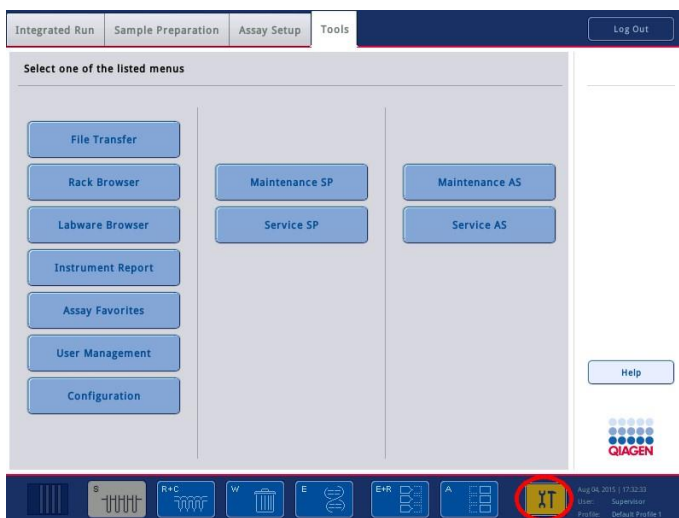 Integrated Run
Sample Preparation
Assay Setup
Tools
Log Out
Select one of the listed menus
File Transfer
Rack Browser
Maintenance SP
Maintenance AS
Labware Browser
Service SP
Service AS
Instrument Report
Assay Favorites
User Management
Help
Configuration
QIAGEN
S
R+C
W
E
E+R
A
Aug 04, 2015 | 17:32:33
User: Supervisor
Profile: Default Profile 1